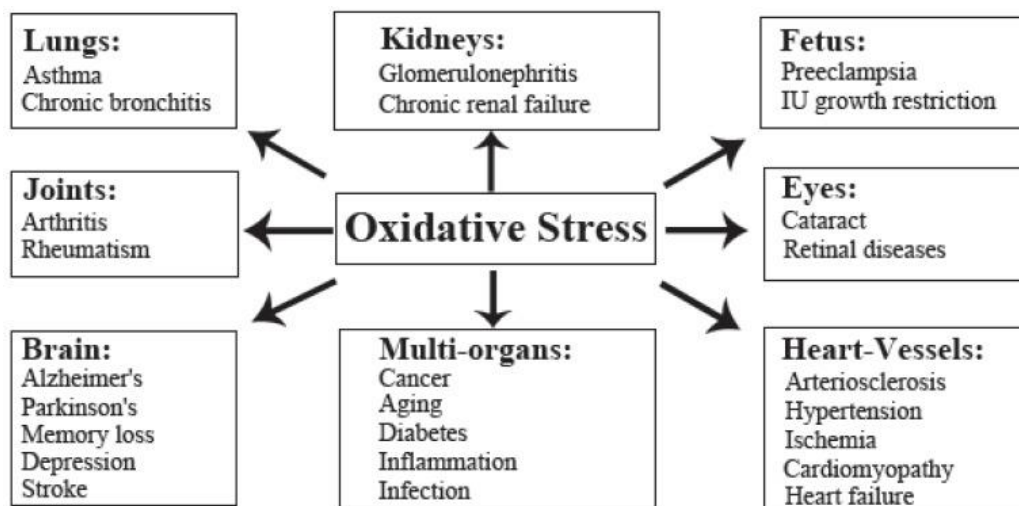 Lungs:
Asthma
Chronic bronchitis
Kidneys:
Glomerulonephritis
Chronic renal failure
Fetus:
Preeclampsia
IU growth restriction
Joints:
Arthritis
Rheumatism
Oxidative Stress
Eyes:
Cataract
Retinal diseases
Brain:
Alzheimer's
Parkinson's
Memory loss
Depression
Stroke
Multi-organs:
Cancer
Aging
Diabetes
Inflammation
Infection
Heart-Vessels:
Arteriosclerosis
Hypertension
Ischemia
Cardiomyopathy
Heart failure